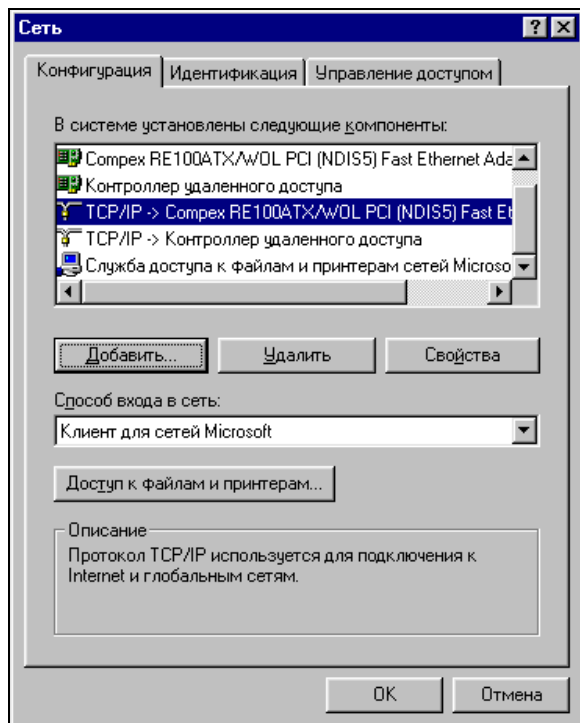 Сеть
Конфигурация Идентификация Управление доступом
В системе установлены следующие компоненты:
Compex RE100ATX/WOL PCI (NDIS5) Fast Ethernet Ada
Контроллер удаленного доступа
TCP/IP -> Compex RE100ATX/WOL PCI (NDIS5) Fast Et
TCP/IP -> Контроллер удаленного доступа
Служба доступа к файлам и принтерам сетей Microso
Добавить... Удалить Свойства
Способ входа в сеть:
Клиент для сетей Microsoft
Доступ к файлам и принтерам...
Описание
Протокол TCP/IP используется для подключения к
Internet и глобальным сетям.
OK Отмена